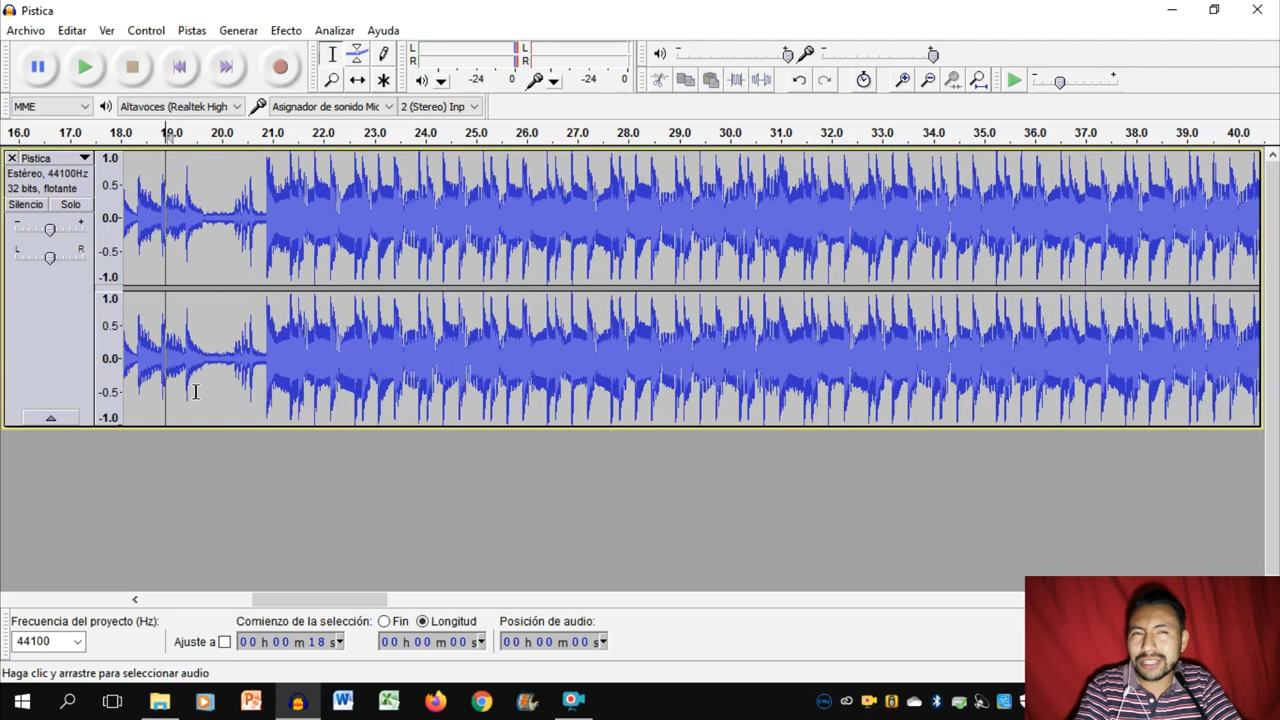 Pistica
Archivo Editar Ver Control Pistas Generar Efecto Analizar Ayuda
L L
R R
-24 0 -24 0
MME Altavoces (Realtek High Asignador de sonido Mic 2 (Stereo) Inp
16.0 17.0 18.0 19.0 20.0 21.0 22.0 23.0 24.0 25.0 26.0 27.0 28.0 29.0 30.0 31.0 32.0 33.0 34.0 35.0 36.0 37.0 38.0 39.0 40.0
Pistica
Estéreo, 44100Hz
32 bits, flotante
Silencio Solo
- +
L R
1.0
0.5-
0.0-
-0.5-
-1.0
1.0
0.5-
0.0-
-0.5-
-1.0
Frecuencia del proyecto (Hz): Comienzo de la selección: Fin Longitud Posición de audio:
44100 Ajuste a 00 h 00 m 18 s 00 h 00 m 00 s 00 h 00 m 00 s
Haga clic y arrastre para seleccionar audio